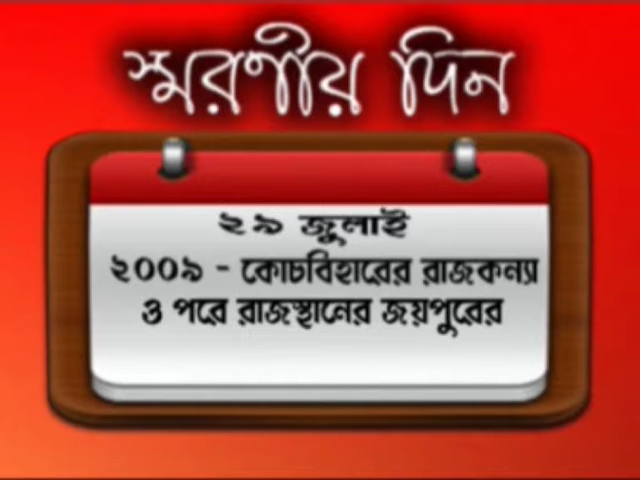 স্মরণীয় দিন
২৯ জুলাই
২০০৯ - কোচবিহারের রাজকন্যা
ও পরে রাজস্থানের জয়পুরের